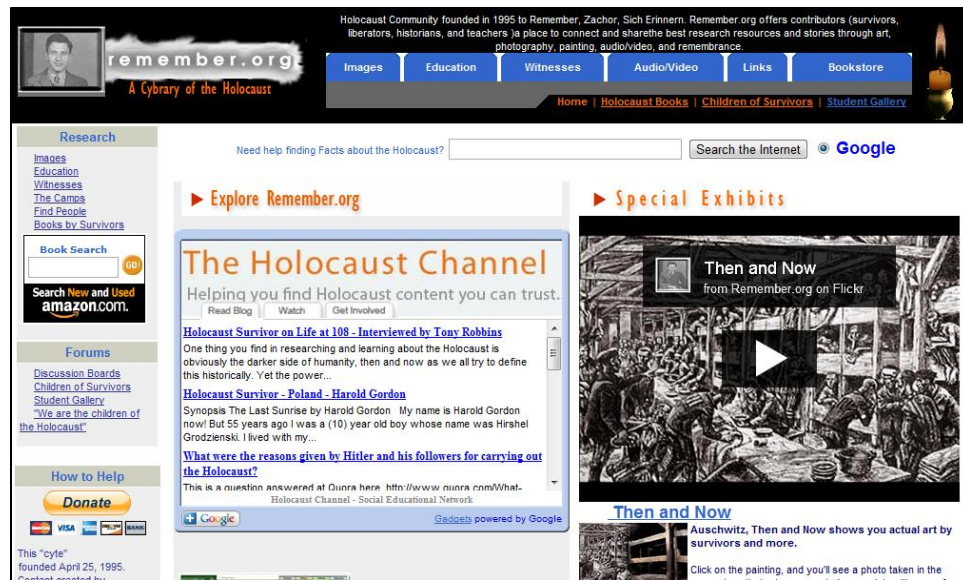 Holocaust Community founded in 1995 to Remember, Zachor, Sich Erinnern. Remember.org offers contributors (survivors,
liberators, historians, and teachers )a place to connect and sharethe best research resources and stories through art,
photography, painting, audio/video, and remembrance.
remember.org
A Cybrary of the Holocaust
Images Education Witnesses Audio/Video Links Bookstore
Home | Holocaust Books | Children of Survivors | Student Gallery
Research
Images
Education
Witnesses
The Camps
Find People
Books by Survivors
Book Search
GO!
Search New and Used
amazon.com.
Forums
Discussion Boards
Children of Survivors
Student Gallery
"We are the children of
the Holocaust"
How to Help
Donate
VISA BANK
This "cyte"
founded April 25, 1995.
Content created by
Need help finding Facts about the Holocaust? Search the Internet Google
Explore Remember.org
The Holocaust Channel
Helping you find Holocaust content you can trust.
Read Blog Watch Get Involved
Holocaust Survivor on Life at 108 - Interviewed by Tony Robbins
One thing you find in researching and learning about the Holocaust is
obviously the darker side of humanity, then and now as we all try to define
this historically. Yet the power...
Holocaust Survivor - Poland - Harold Gordon
Synopsis The Last Sunrise by Harold Gordon My name is Harold Gordon
now! But 55 years ago I was a (10) year old boy whose name was Hirshel
Grodzienski. I lived with my...
What were the reasons given by Hitler and his followers for carrying out
the Holocaust?
This is a question answered at Quora here. http://www.quora.com/What-
Holocaust Channel - Social Educational Network
Google
Gadgets powered by Google
Special Exhibits
Then and Now
from Remember.org on Flickr
Then and Now
Auschwitz, Then and Now shows you actual art by
survivors and more.
Click on the painting, and you'll see a photo taken in the